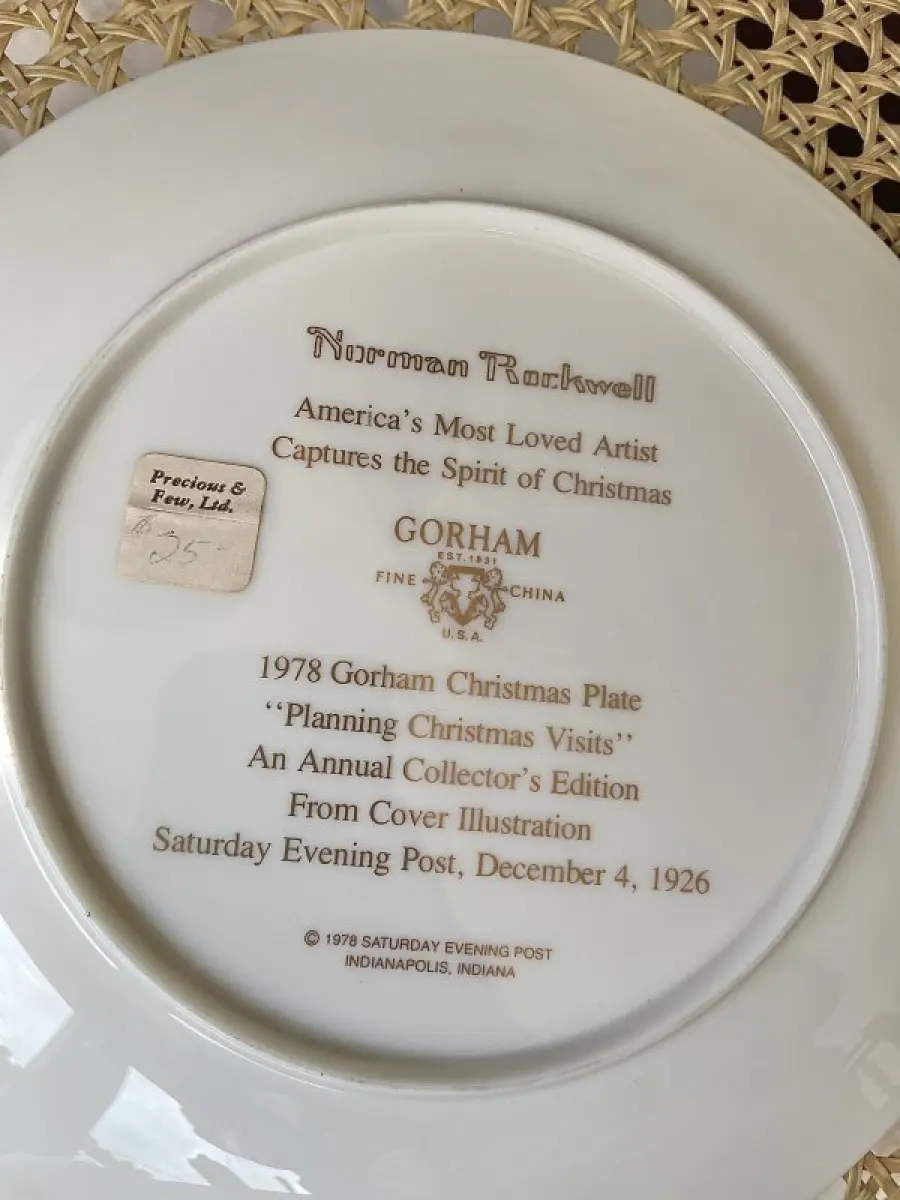 Norman Rockwell
America's Most Loved Artist
Captures the Spirit of Christmas
Precious &
Few, Ltd.
$25-
GORHAM
EST. 1831
FINE CHINA
U.S.A.
1978 Gorham Christmas Plate
‘‘Planning Christmas Visits’’
An Annual Collector's Edition
From Cover Illustration
Saturday Evening Post, December 4, 1926
© 1978 SATURDAY EVENING POST
INDIANAPOLIS, INDIANA